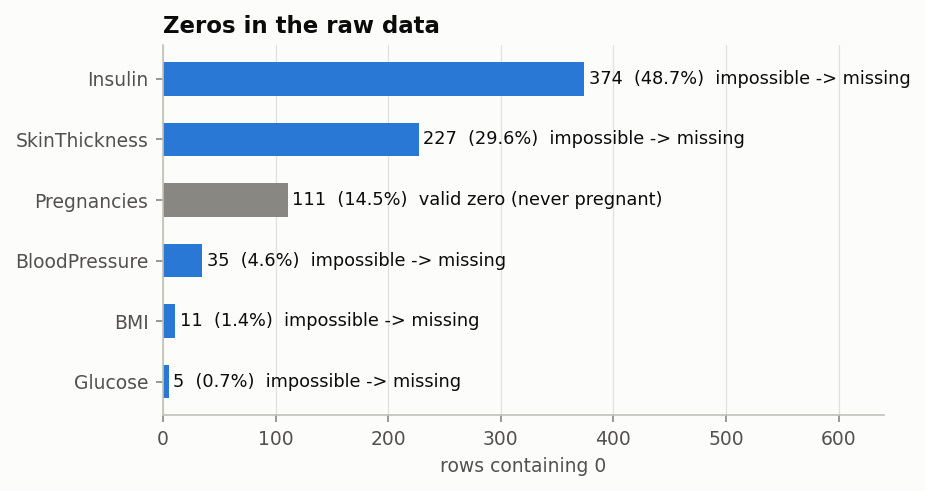 Zeros in the raw data
Insulin 374 (48.7%) impossible -> missing
SkinThickness 227 (29.6%) impossible -> missing
Pregnancies 111 (14.5%) valid zero (never pregnant)
BloodPressure 35 (4.6%) impossible -> missing
BMI 11 (1.4%) impossible -> missing
Glucose 5 (0.7%) impossible -> missing
0 100 200 300 400 500 600
rows containing 0